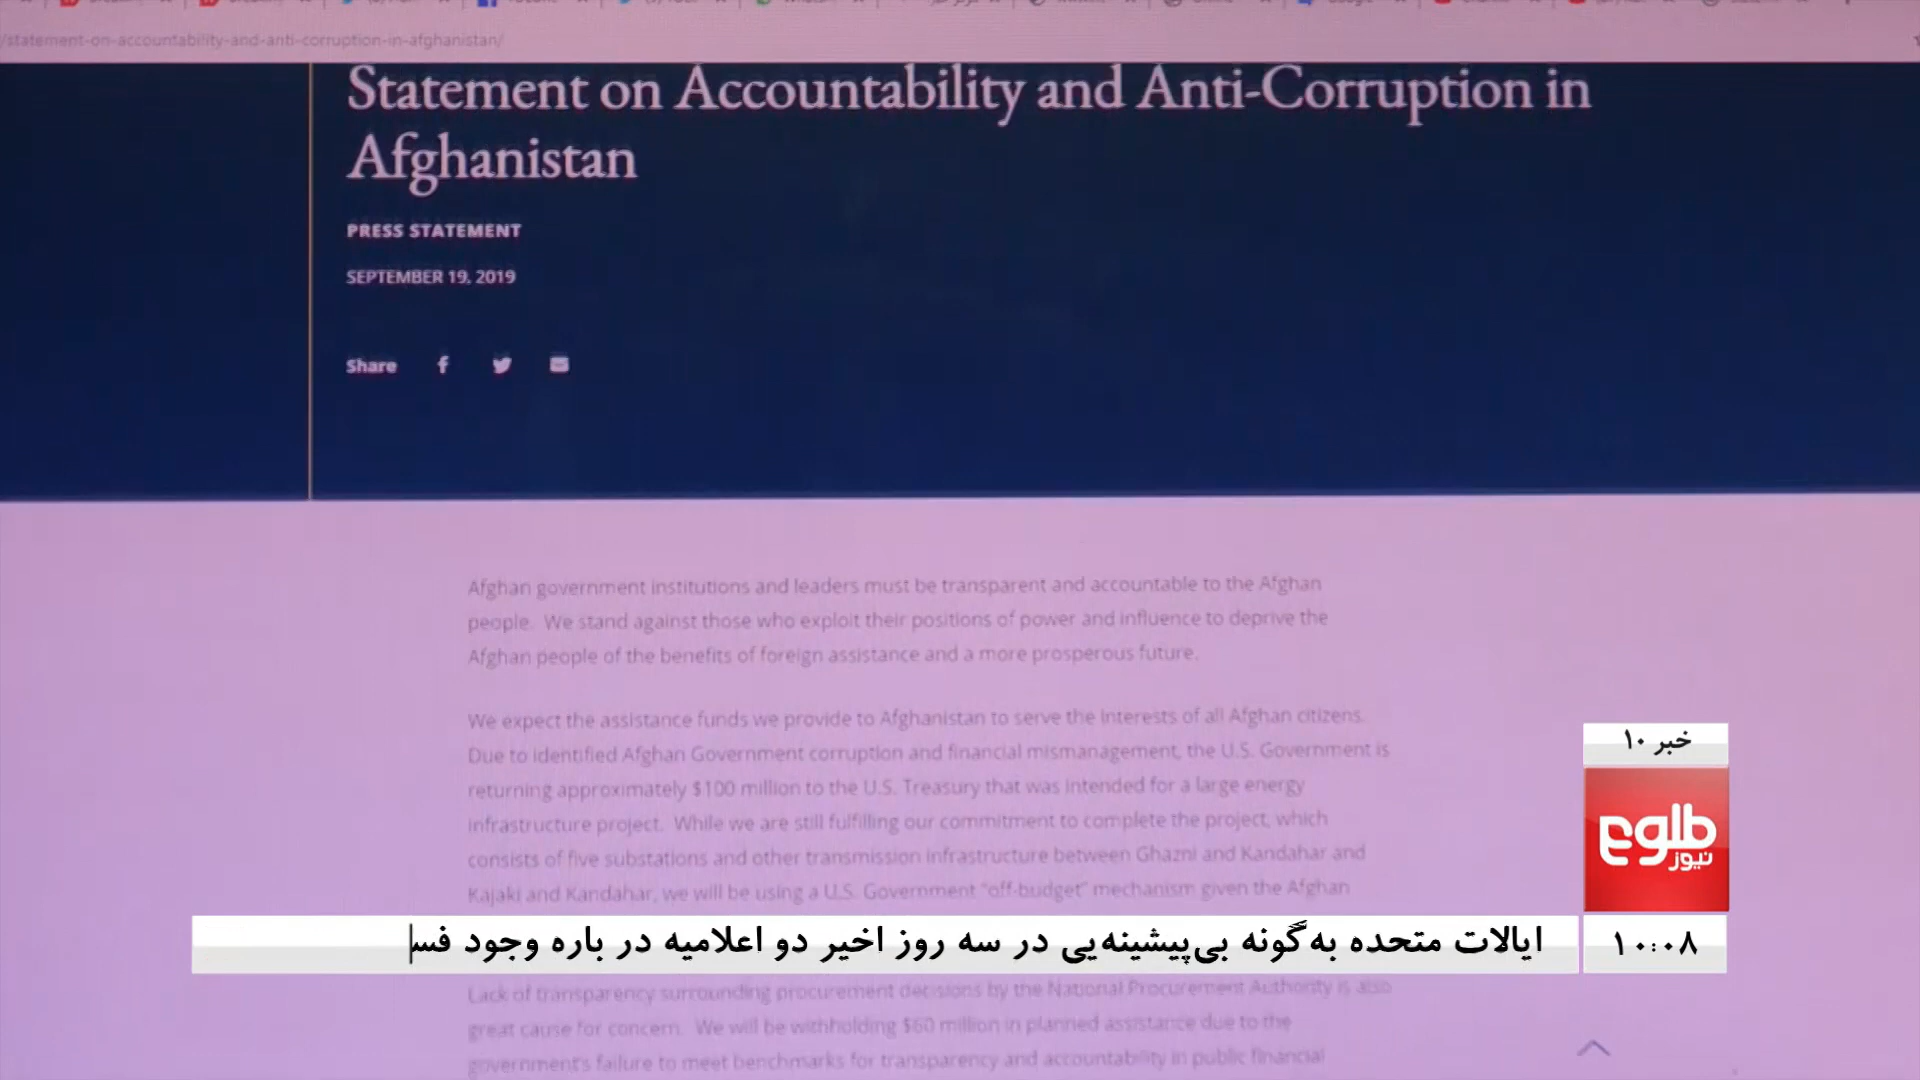 /statement-on-accountability-and-anti-corruption-in-afghanistan/
Statement on Accountability and Anti-Corruption in
Afghanistan
PRESS STATEMENT
SEPTEMBER 19, 2019
Share
Afghan government institutions and leaders must be transparent and accountable to the Afghan
people. We stand against those who exploit their positions of power and influence to deprive the
Afghan people of the benefits of foreign assistance and a more prosperous future.
We expect the assistance funds we provide to Afghanistan to serve the interests of all Afghan citizens.
Due to identified Afghan Government corruption and financial mismanagement, the U.S. Government is
returning approximately $100 million to the U.S. Treasury that was intended for a large energy
infrastructure project. While we are still fulfilling our commitment to complete the project, which
consists of five substations and other transmission infrastructure between Ghazni and Kandahar and
Kajaki and Kandahar, we will be using a U.S. Government "off-budget" mechanism given the Afghan
خبر ۱۰
طلوع
نیوز
ایالات متحده به‌گونه بی‌پیشینه‌یی در سه روز اخیر دو اعلامیه در باره وجود فسا
۱۰:۰۸
Lack of transparency surrounding procurement decisions by the National Procurement Authority is also
great cause for concern. We will be withholding $60 million in planned assistance due to the
government's failure to meet benchmarks for transparency and accountability in public financial